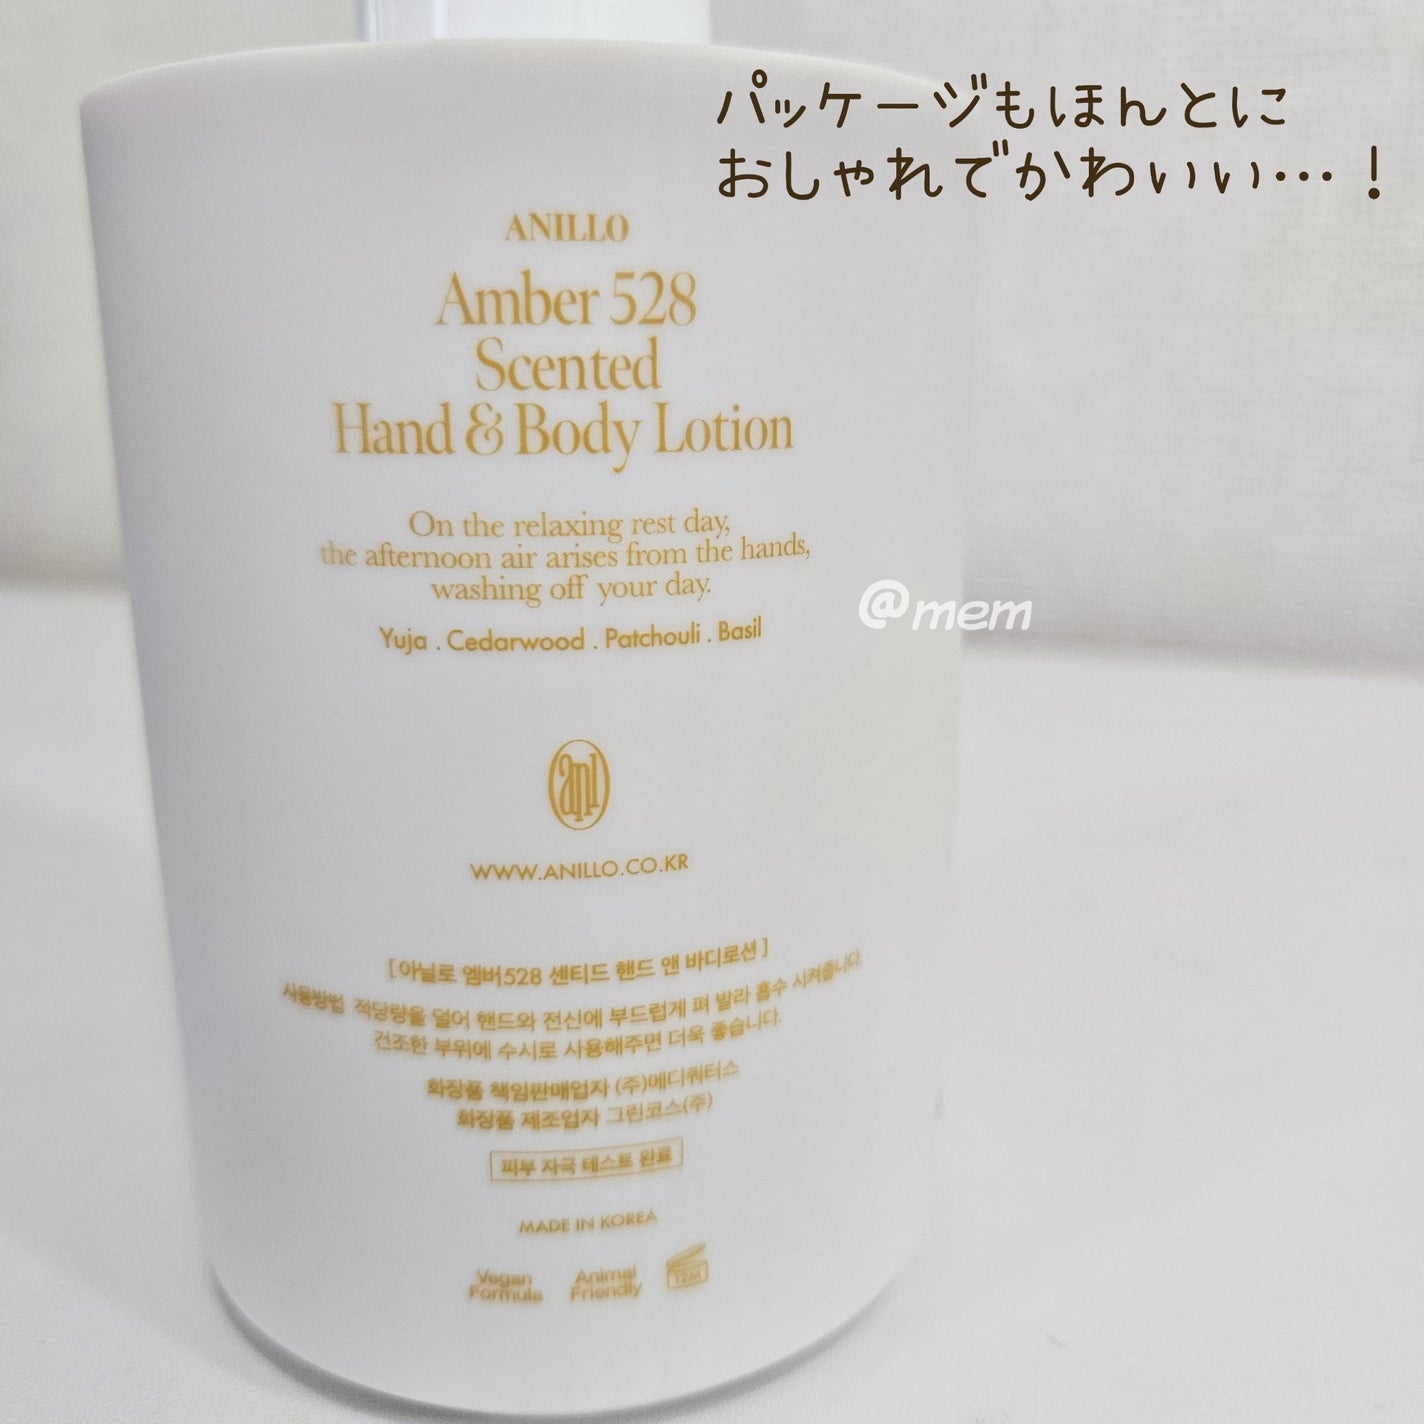 パッケージもほんとに
おしゃれでかわいい…！
ANILLO
Amber 528
Scented
Hand & Body Lotion
On the relaxing rest day,
the afternoon air arises from the hands,
washing off your day.
Yuja . Cedarwood . Patchouli . Basil
@mem
anl
WWW.ANILLO.CO.KR
[아닐로 엠버528 센티드 핸드 앤 바디로션]
사용방법 적당량을 덜어 핸드와 전신에 부드럽게 펴 발라 흡수 시켜줍니다.
건조한 부위에 수시로 사용해주면 더욱 좋습니다.
화장품 책임판매업자 (주)메디쿼터스
화장품 제조업자 그린코스(주)
피부 자극 테스트 완료
MADE IN KOREA
Vegan
Formula
Animal
Friendly
12M